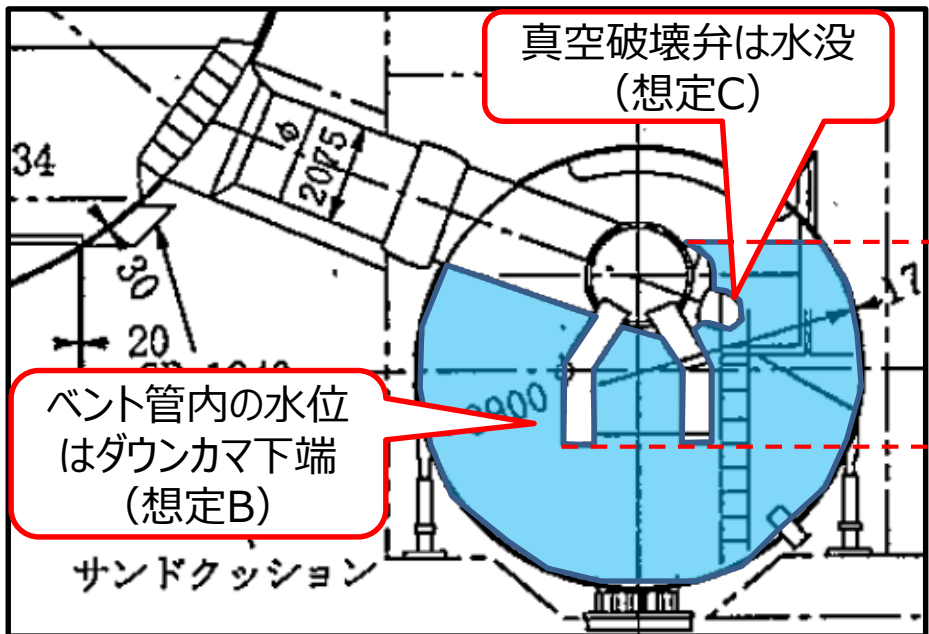 真空破壊弁は水没
(想定C)
34
φ
2075
30
20
17
ベント管内の水位
はダウンカマ下端
(想定B)
サンドクッション